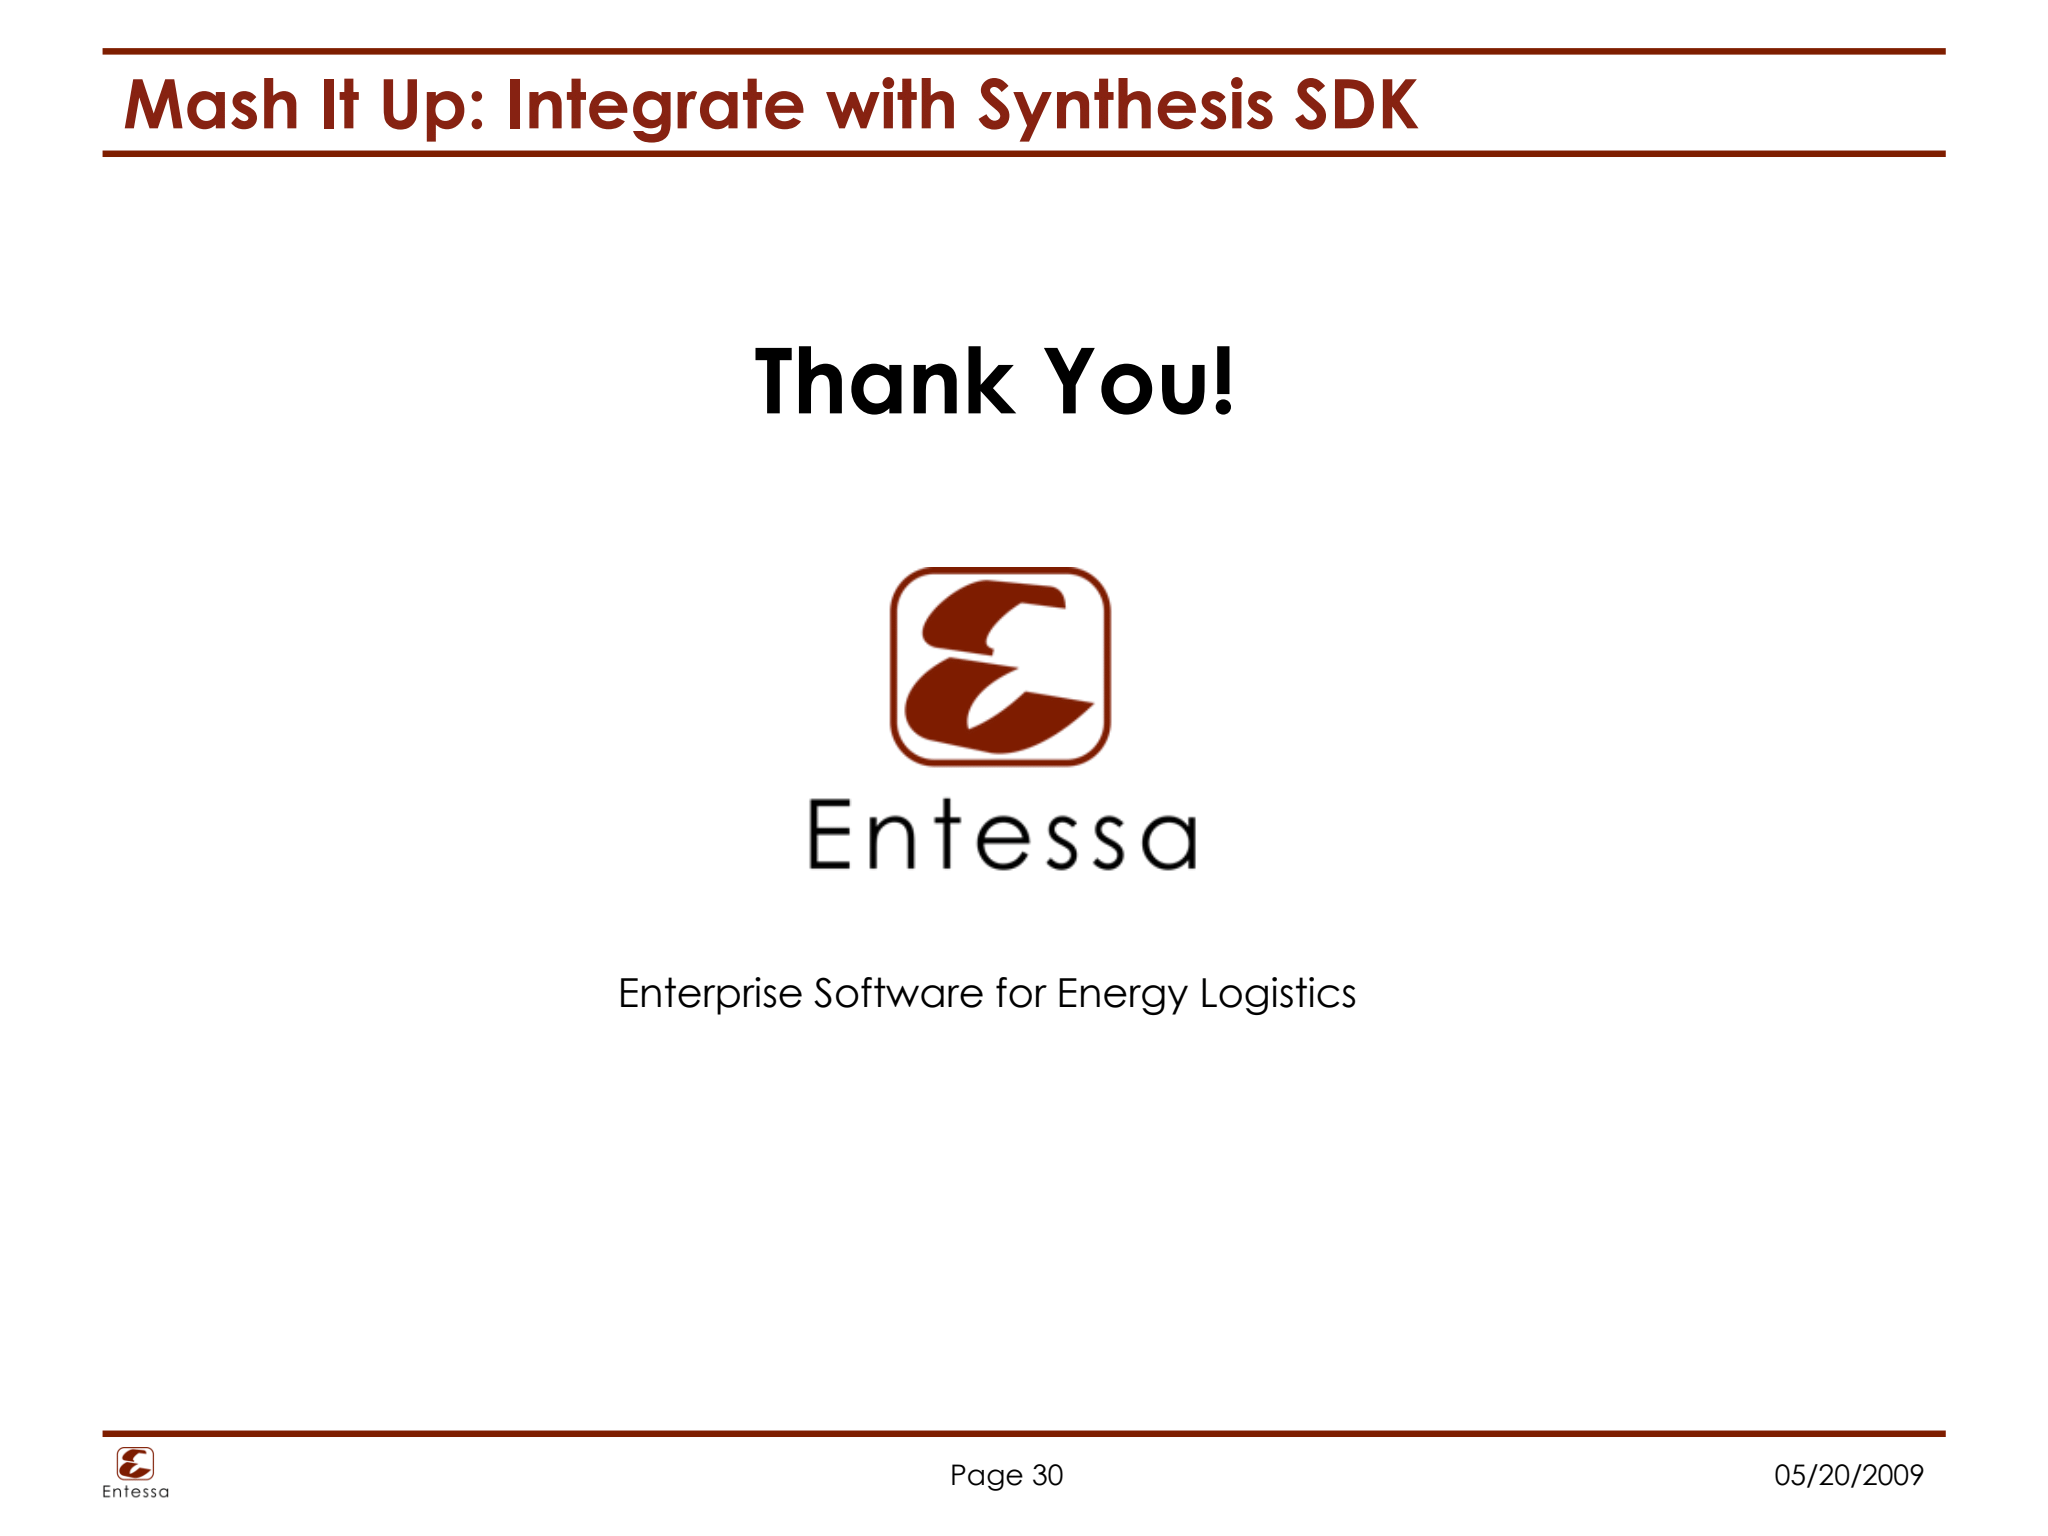 Mash It Up: Integrate with Synthesis SDK
Thank You!
Entessa
Enterprise Software for Energy Logistics
Entessa
Page 30
05/20/2009